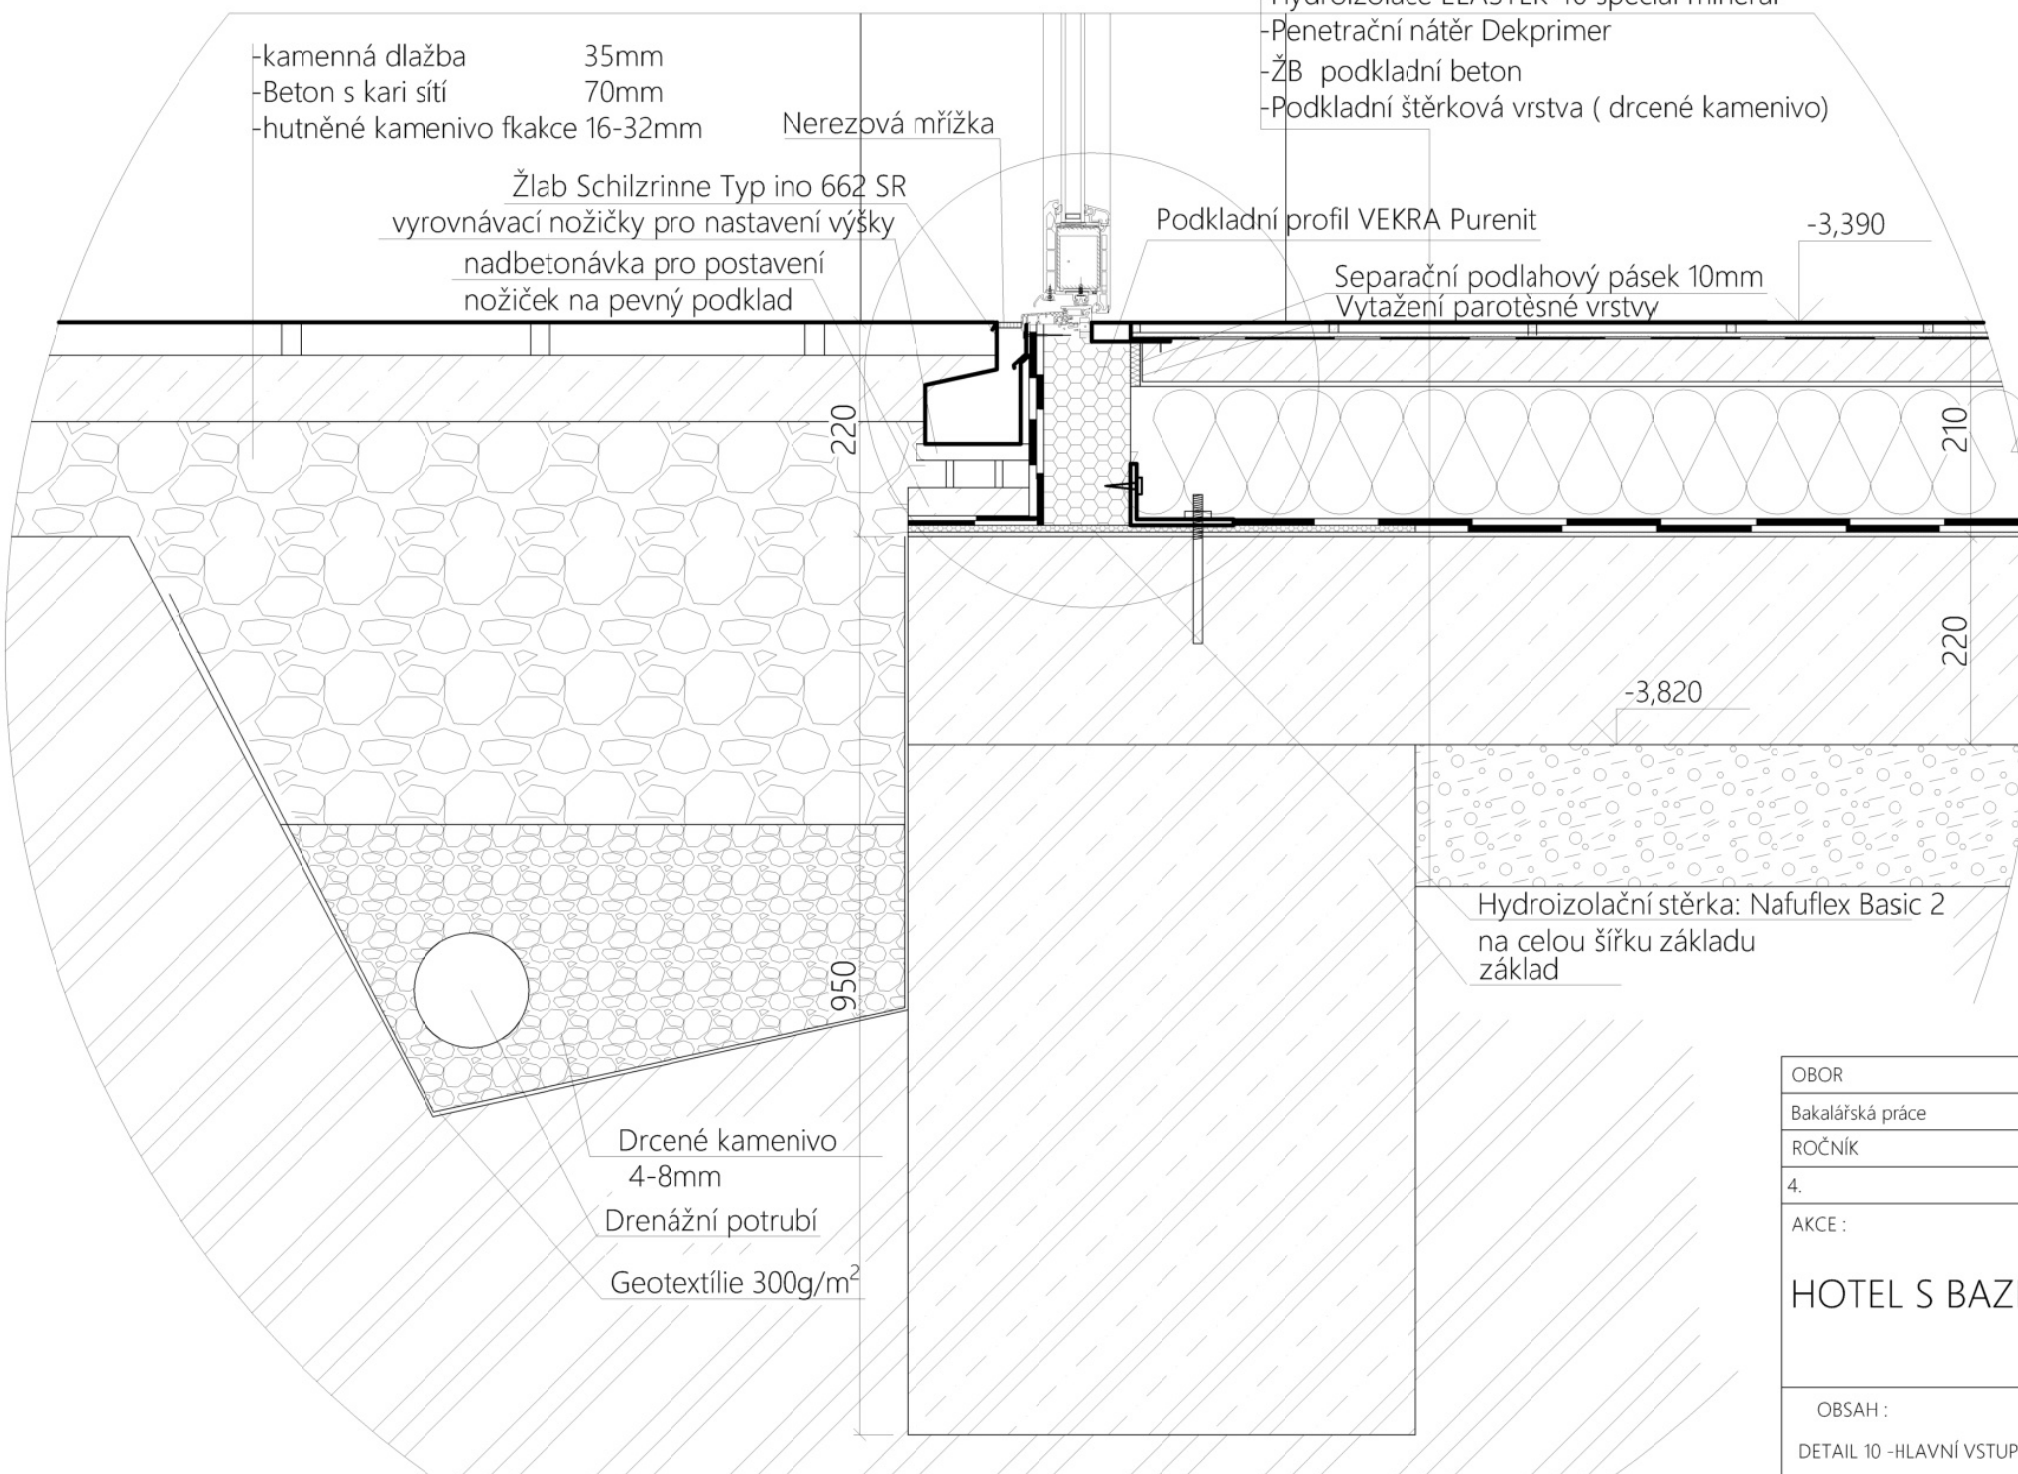 -kamenná dlažba 35mm
-Beton s kari sítí 70mm
-hutněné kamenivo fkakce 16-32mm
Nerezová mřížka
Žlab Schilzrinne Typ ino 662 SR
vyrovnávací nožičky pro nastavení výšky
nadbetonávka pro postavení
nožiček na pevný podklad
-Penetrační nátěr Dekprimer
-ŽB podkladní beton
-Podkladní štěrková vrstva ( drcené kamenivo)
Podkladní profil VEKRA Purenit
-3,390
Separační podlahový pásek 10mm
Vytažení parotěsné vrstvy
220
210
220
-3,820
950
Hydroizolační stěrka: Nafuflex Basic 2
na celou šířku základu
základ
Drcené kamenivo
4-8mm
Drenážní potrubí
Geotextílie 300g/m²
OBOR
Bakalářská práce
ROČNÍK
4.
AKCE :
HOTEL S BAZ
OBSAH :
DETAIL 10 -HLAVNÍ VSTUP